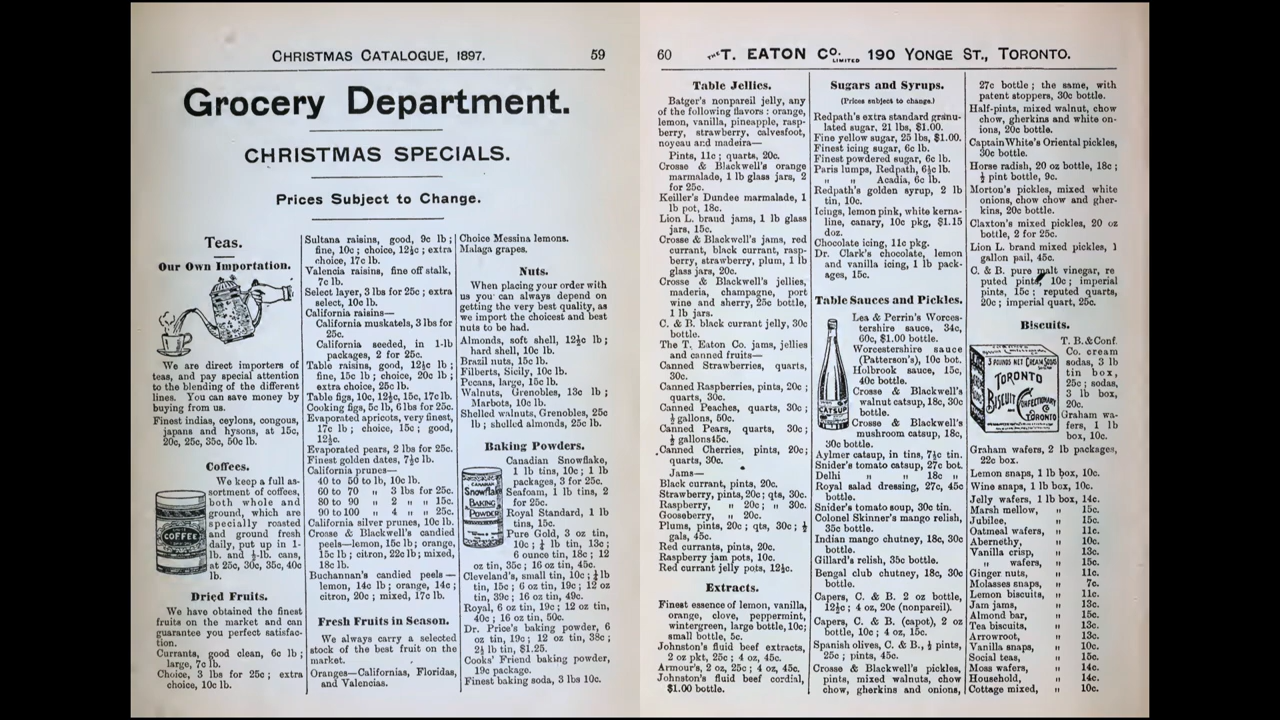 CHRISTMAS CATALOGUE, 1897.
59
Grocery Department.
CHRISTMAS SPECIALS.
Prices Subject to Change.
Teas.
Our Own Importation.
We are direct importers of
teas, and pay special attention
to the blending of the different
lines. You can save money by
buying from us.
Finest indias, ceylons, congous,
japans and hysons, at 15c,
20c, 25c, 35c, 50c lb.
Coffees.
COFFEE
We keep a full as-
sortment of coffees,
both whole and
ground, which are
specially roasted
and ground fresh
daily, put up in 1-
lb. and ½-lb. cans,
at 25c, 30c, 35c, 40c
lb.
Dried Fruits.
We have obtained the finest
fruits on the market and can
guarantee you perfect satisfac-
tion.
Currants, good clean, 6c lb;
large, 7c lb.
Choice, 3 lbs for 25c; extra
choice, 10c lb.
Sultana raisins, good, 9c lb;
fine, 10c; choice, 12½c; extra
choice, 17c lb.
Valencia raisins, fine off stalk,
7c lb.
Select layer, 3 lbs for 25c; extra
select, 10c lb.
California raisins—
California muskatels, 3 lbs for
25c.
California seeded, in 1-lb
packages, 2 for 25c.
Table raisins, good, 12½c lb;
fine, 15c lb; choice, 20c lb;
extra choice, 25c lb.
Table figs, 10c, 12½c, 15c, 17c lb.
Cooking figs, 5c lb, 6 lbs for 25c.
Evaporated apricots, very finest,
17c lb; choice, 15c; good,
12½c.
Evaporated pears, 2 lbs for 25c.
Finest golden dates, 7½c lb.
California prunes—
40 to 50 to lb, 10c lb.
60 to 70 „ 3 lbs for 25c.
80 to 90 „ 2 „ „ 15c.
90 to 100 „ 4 „ „ 25c.
California silver prunes, 10c lb.
Crosse & Blackwell's candied
peels—lemon, 15c lb; orange,
15c lb; citron, 22c lb; mixed,
18c lb.
Buchannan's candied peels—
lemon, 14c lb; orange, 14c;
citron, 20c; mixed, 17c lb.
Fresh Fruits in Season.
We always carry a selected
stock of the best fruit on the
market.
Oranges—Californias, Floridas,
and Valencias.
Choice Messina lemons.
Malaga grapes.
Nuts.
When placing your order with
us you can always depend on
getting the very best quality, as
we import the choicest and best
nuts to be had.
Almonds, soft shell, 12½c lb;
hard shell, 10c lb.
Brazil nuts, 15c lb.
Filberts, Sicily, 10c lb.
Pecans, large, 15c lb.
Walnuts, Grenobles, 13c lb;
Marbots, 10c lb.
Shelled walnuts, Grenobles, 25c
lb; shelled almonds, 25c lb.
Baking Powders.
CANADIAN
Snowflake
BAKING
POWDER
Canadian Snowflake,
1 lb tins, 10c; 1 lb
packages, 3 for 25c.
Seafoam, 1 lb tins, 2
for 25c.
Royal Standard, 1 lb
tins, 15c.
Pure Gold, 3 oz tin,
10c; ½ lb tin, 13c;
6 ounce tin, 18c; 12
oz tin, 35c; 16 oz tin, 45c.
Cleveland's, small tin, 10c; ½ lb
tin, 15c; 6 oz tin, 19c; 12 oz
tin, 39c; 16 oz tin, 49c.
Royal, 6 oz tin, 19c; 12 oz tin,
40c; 16 oz tin, 50c.
Dr. Price's baking powder, 6
oz tin, 19c; 12 oz tin, 38c;
2½ lb tin, $1.25.
Cooks' Friend baking powder,
19c package.
Finest baking soda, 3 lbs 10c.
60
THE T. EATON CO. LIMITED 190 YONGE ST., TORONTO.
Table Jellies.
Batger's nonpareil jelly, any
of the following flavors: orange,
lemon, vanilla, pineapple, rasp-
berry, strawberry, calvesfoot,
noyeau and madeira—
Pints, 11c; quarts, 20c.
Crosse & Blackwell's orange
marmalade, 1 lb glass jars, 2
for 25c.
Keiller's Dundee marmalade, 1
lb pot, 18c.
Lion L. brand jams, 1 lb glass
jars, 15c.
Crosse & Blackwell's jams, red
currant, black currant, rasp-
berry, strawberry, plum, 1 lb
glass jars, 20c.
Crosse & Blackwell's jellies,
maderia, champagne, port
wine and sherry, 25c bottle,
1 lb jars.
C. & B. black currant jelly, 30c
bottle.
The T. Eaton Co. jams, jellies
and canned fruits—
Canned Strawberries, quarts,
30c.
Canned Raspberries, pints, 20c;
quarts, 30c.
Canned Peaches, quarts, 30c;
½ gallons, 50c.
Canned Pears, quarts, 30c;
½ gallons 45c.
Canned Cherries, pints, 20c;
quarts, 30c.
Jams—
Black currant, pints, 20c.
Strawberry, pints, 20c; qts, 30c.
Raspberry, „ 20c; „ 30c.
Gooseberry, „ 20c.
Plums, pints, 20c; qts, 30c; ½
gals, 45c.
Red currants, pints, 20c.
Raspberry jam pots, 10c.
Red currant jelly pots, 12½c.
Extracts.
Finest essence of lemon, vanilla,
orange, clove, peppermint,
wintergreen, large bottle, 10c;
small bottle, 5c.
Johnston's fluid beef extracts,
2 oz pkt, 25c; 4 oz, 45c.
Armour's, 2 oz, 25c; 4 oz, 45c.
Johnston's fluid beef cordial,
$1.00 bottle.
Sugars and Syrups.
(Prices subject to change.)
Redpath's extra standard granu-
lated sugar, 21 lbs, $1.00.
Fine yellow sugar, 25 lbs, $1.00.
Finest icing sugar, 6c lb.
Finest powdered sugar, 6c lb.
Paris lumps, Redpath, 6½c lb.
„ „ Acadia, 6c lb.
Redpath's golden syrup, 2 lb
tin, 10c.
Icings, lemon pink, white kerna-
line, canary, 10c pkg, $1.15
doz.
Chocolate icing, 11c pkg.
Dr. Clark's chocolate, lemon
and vanilla icing, 1 lb pack-
ages, 15c.
Table Sauces and Pickles.
CATSUP
Lea & Perrin's Worces-
tershire sauce, 34c,
60c, $1.00 bottle.
Worcestershire sauce
(Patterson's), 10c bot.
Holbrook sauce, 15c,
40c bottle.
Crosse & Blackwell's
walnut catsup, 18c, 30c
bottle.
Crosse & Blackwell's
mushroom catsup, 18c,
30c bottle.
Aylmer catsup, in tins, 7½c tin.
Snider's tomato catsup, 27c bot.
Delhi „ „ 18c „
Royal salad dressing, 27c, 45c
bottle.
Snider's tomato soup, 30c tin.
Colonel Skinner's mango relish,
35c bottle.
Indian mango chutney, 18c, 30c
bottle.
Gillard's relish, 35c bottle.
Bengal club chutney, 18c, 30c
bottle.
Capers, C. & B. 2 oz bottle,
12½c; 4 oz, 20c (nonpareil).
Capers, C. & B. (capot), 2 oz
bottle, 10c; 4 oz, 15c.
Spanish olives, C. & B., ½ pints,
25c; pints, 45c.
Crosse & Blackwell's pickles,
pints, mixed walnuts, chow
chow, gherkins and onions,
27c bottle; the same, with
patent stoppers, 30c bottle.
Half-pints, mixed walnut, chow
chow, gherkins and white on-
ions, 20c bottle.
Captain White's Oriental pickles,
30c bottle.
Horse radish, 20 oz bottle, 18c;
½ pint bottle, 9c.
Morton's pickles, mixed white
onions, chow chow and gher-
kins, 20c bottle.
Claxton's mixed pickles, 20 oz
bottle, 2 for 25c.
Lion L. brand mixed pickles, 1
gallon pail, 45c.
C. & B. pure malt vinegar, re
puted pints, 10c; imperial
pints, 15c; reputed quarts,
20c; imperial quart, 25c.
Biscuits.
3 POUNDS NET CREAM SODAS
TORONTO
BISCUIT
AND
CONFECTIONARY
Co
TORONTO
T. B. & Conf.
Co. cream
sodas, 3 lb
tin box,
25c; sodas,
3 lb box,
20c.
Graham wa-
fers, 1 lb
box, 10c.
Graham wafers, 2 lb packages,
22c box.
Lemon snaps, 1 lb box, 10c.
Wine snaps, 1 lb box, 10c.
Jelly wafers, 1 lb box, 14c.
Marsh mellow, „ 15c.
Jubilee, „ 15c.
Oatmeal wafers, „ 11c.
Abernethy, „ 10c.
Vanilla crisp, „ 13c.
„ wafers, „ 15c.
Ginger nuts, „ 11c.
Molasses snaps, „ 7c.
Lemon biscuits, „ 11c.
Jam jams, „ 13c.
Almond bar, „ 15c.
Tea biscuits, „ 13c.
Arrowroot, „ 13c.
Vanilla snaps, „ 10c.
Social teas, „ 15c.
Moss wafers, „ 14c.
Household, „ 14c.
Cottage mixed, „ 10c.